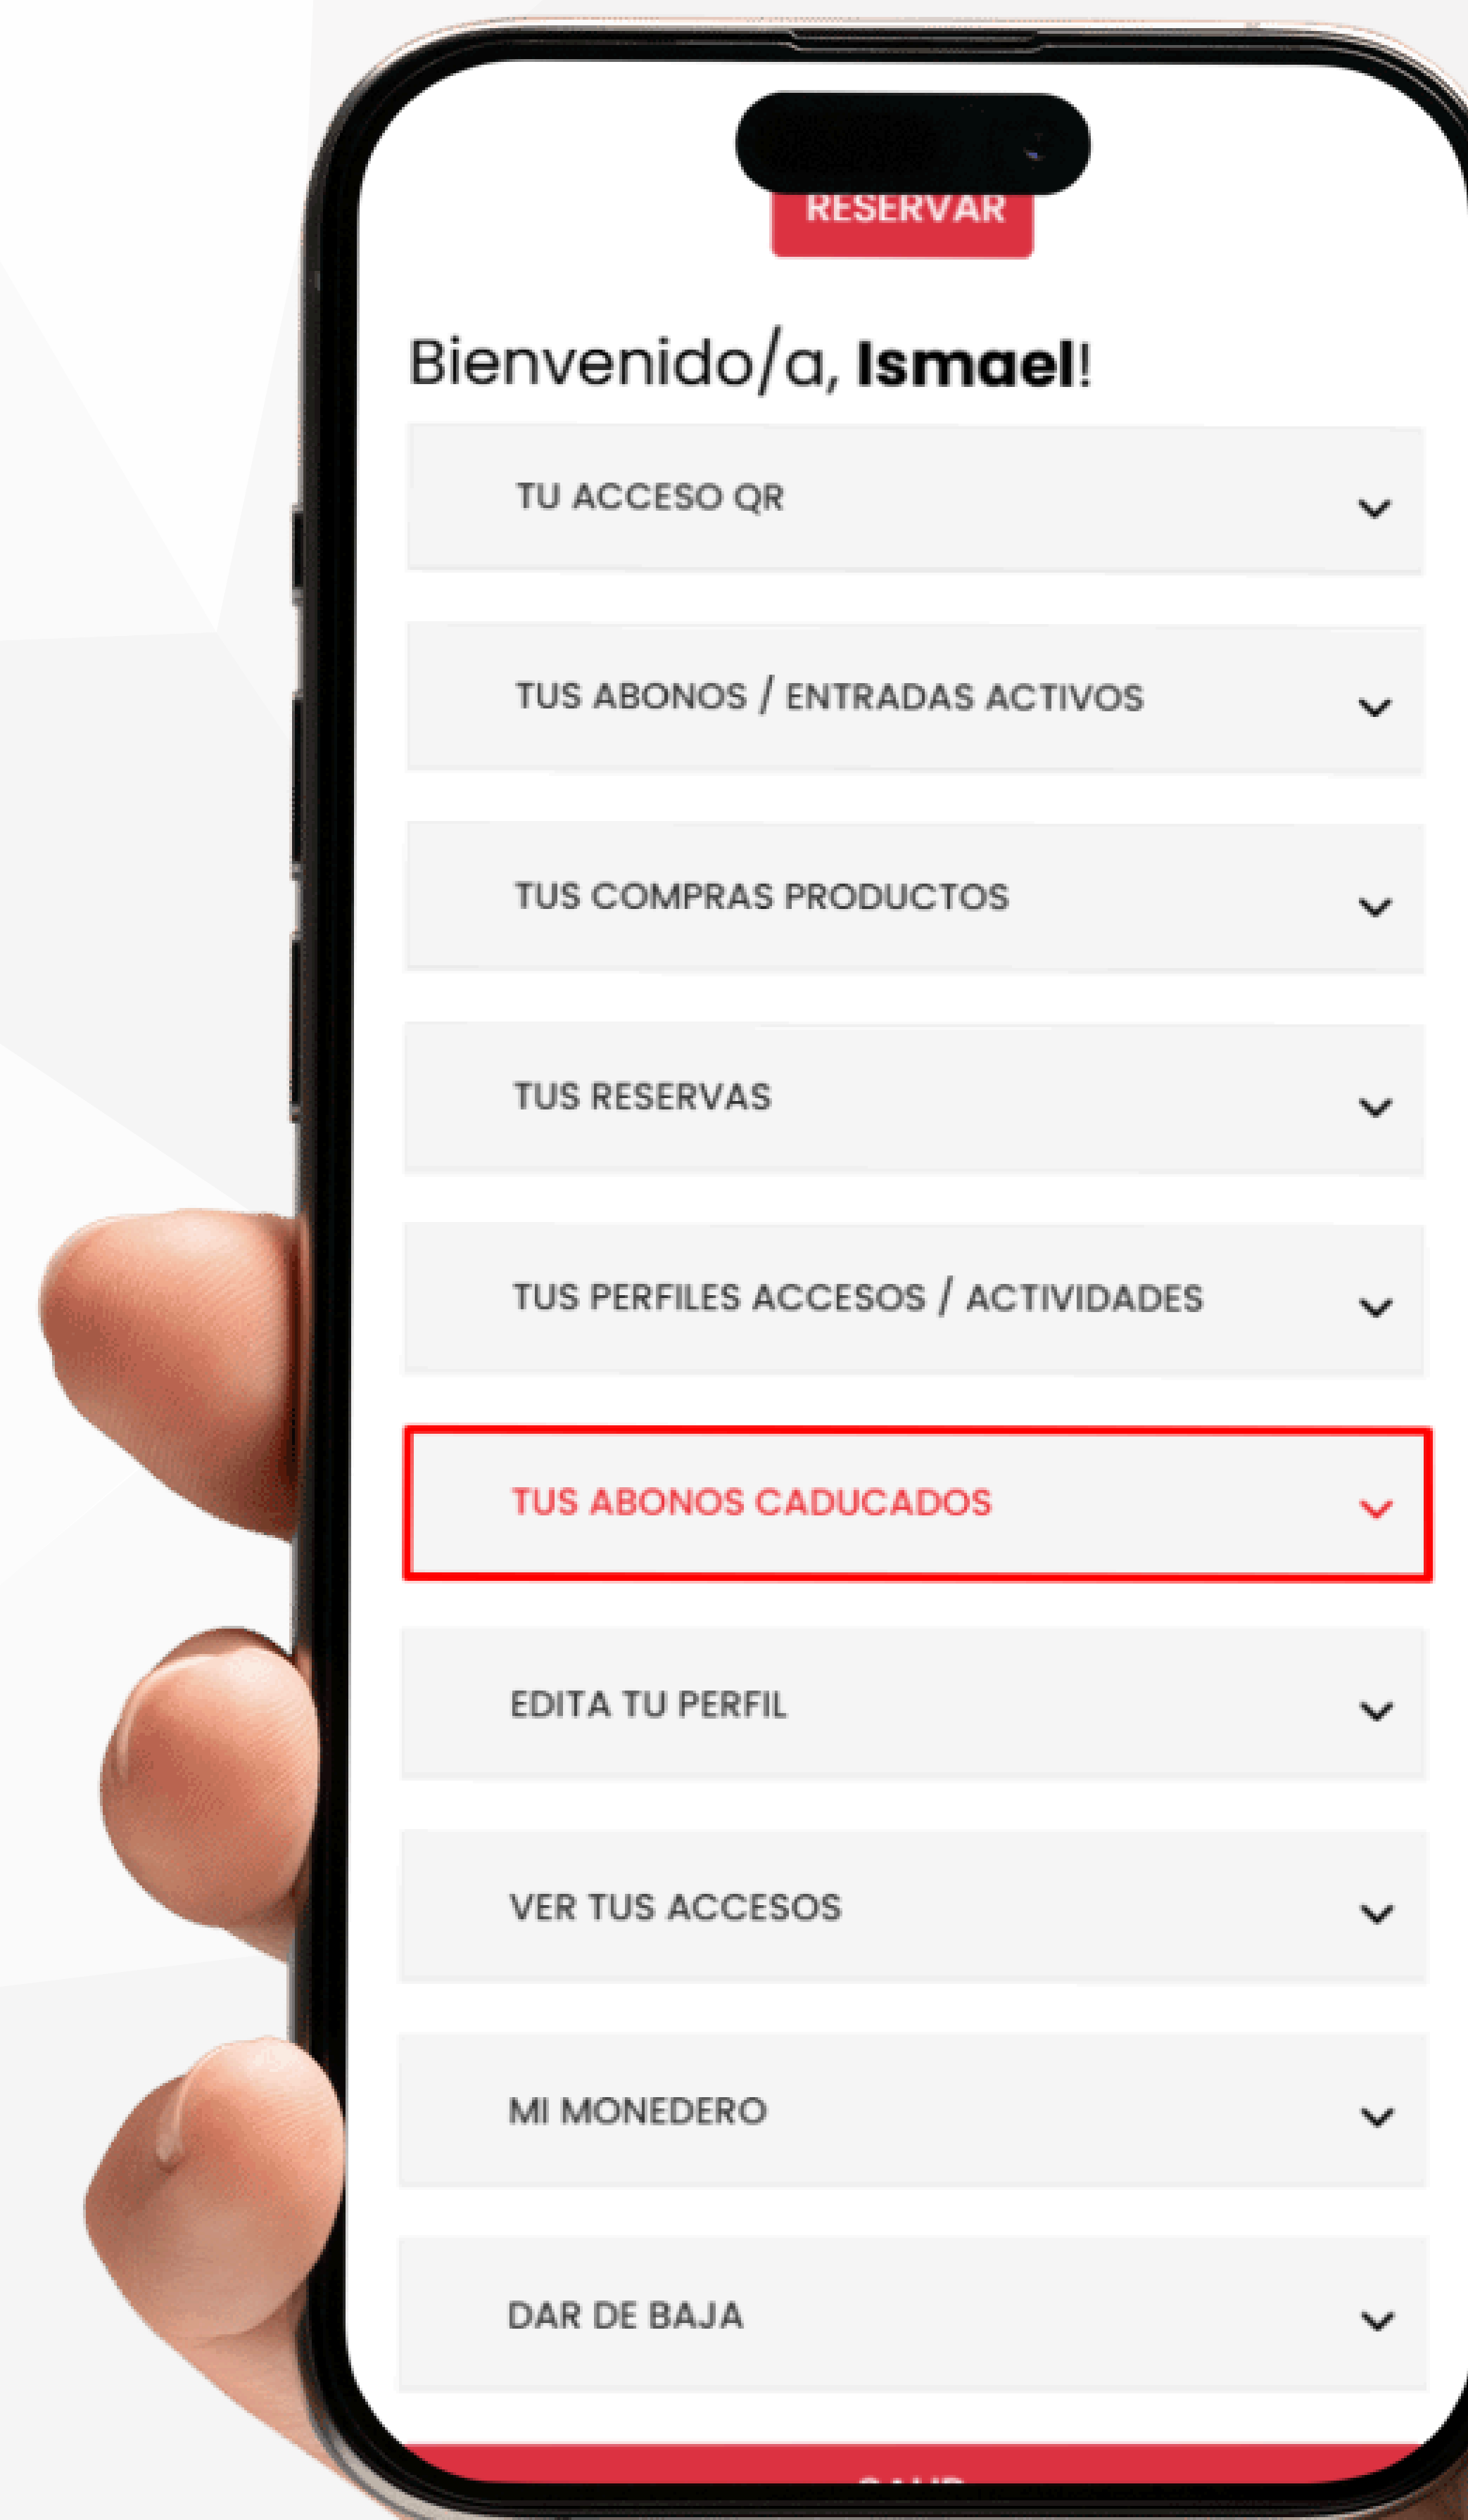 RESERVAR
Bienvenido/a, Ismael!
TU ACCESO QR
TUS ABONOS / ENTRADAS ACTIVOS
TUS COMPRAS PRODUCTOS
TUS RESERVAS
TUS PERFILES ACCESOS / ACTIVIDADES
TUS ABONOS CADUCADOS
EDITA TU PERFIL
VER TUS ACCESOS
MI MONEDERO
DAR DE BAJA